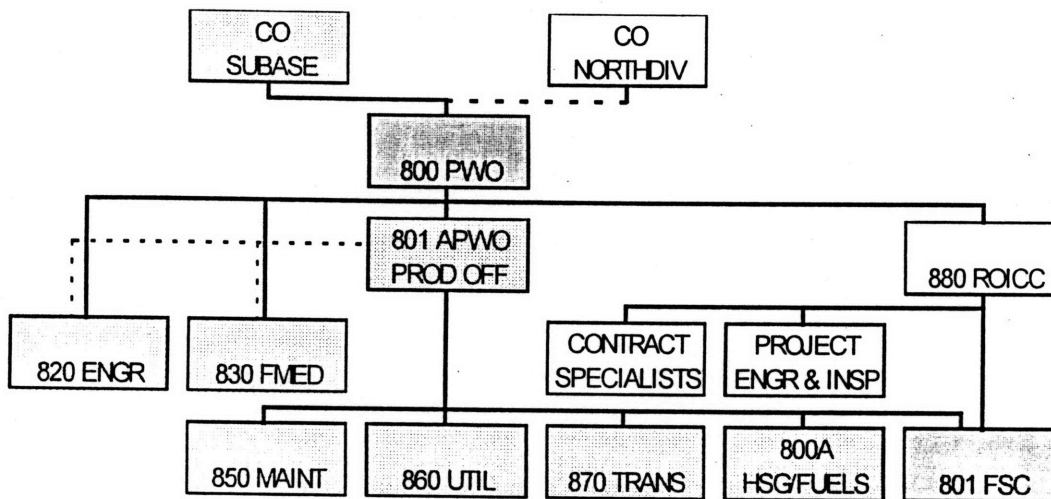 CO
SUBASE
CO
NORTHDIV
800 PWO
801 APWO
PROD OFF
880 ROICC
820 ENGR
830 FMED
CONTRACT
SPECIALISTS
PROJECT
ENGR & INSP
850 MAINT
860 UTIL
870 TRANS
800A
HSG/FUELS
801 FSC